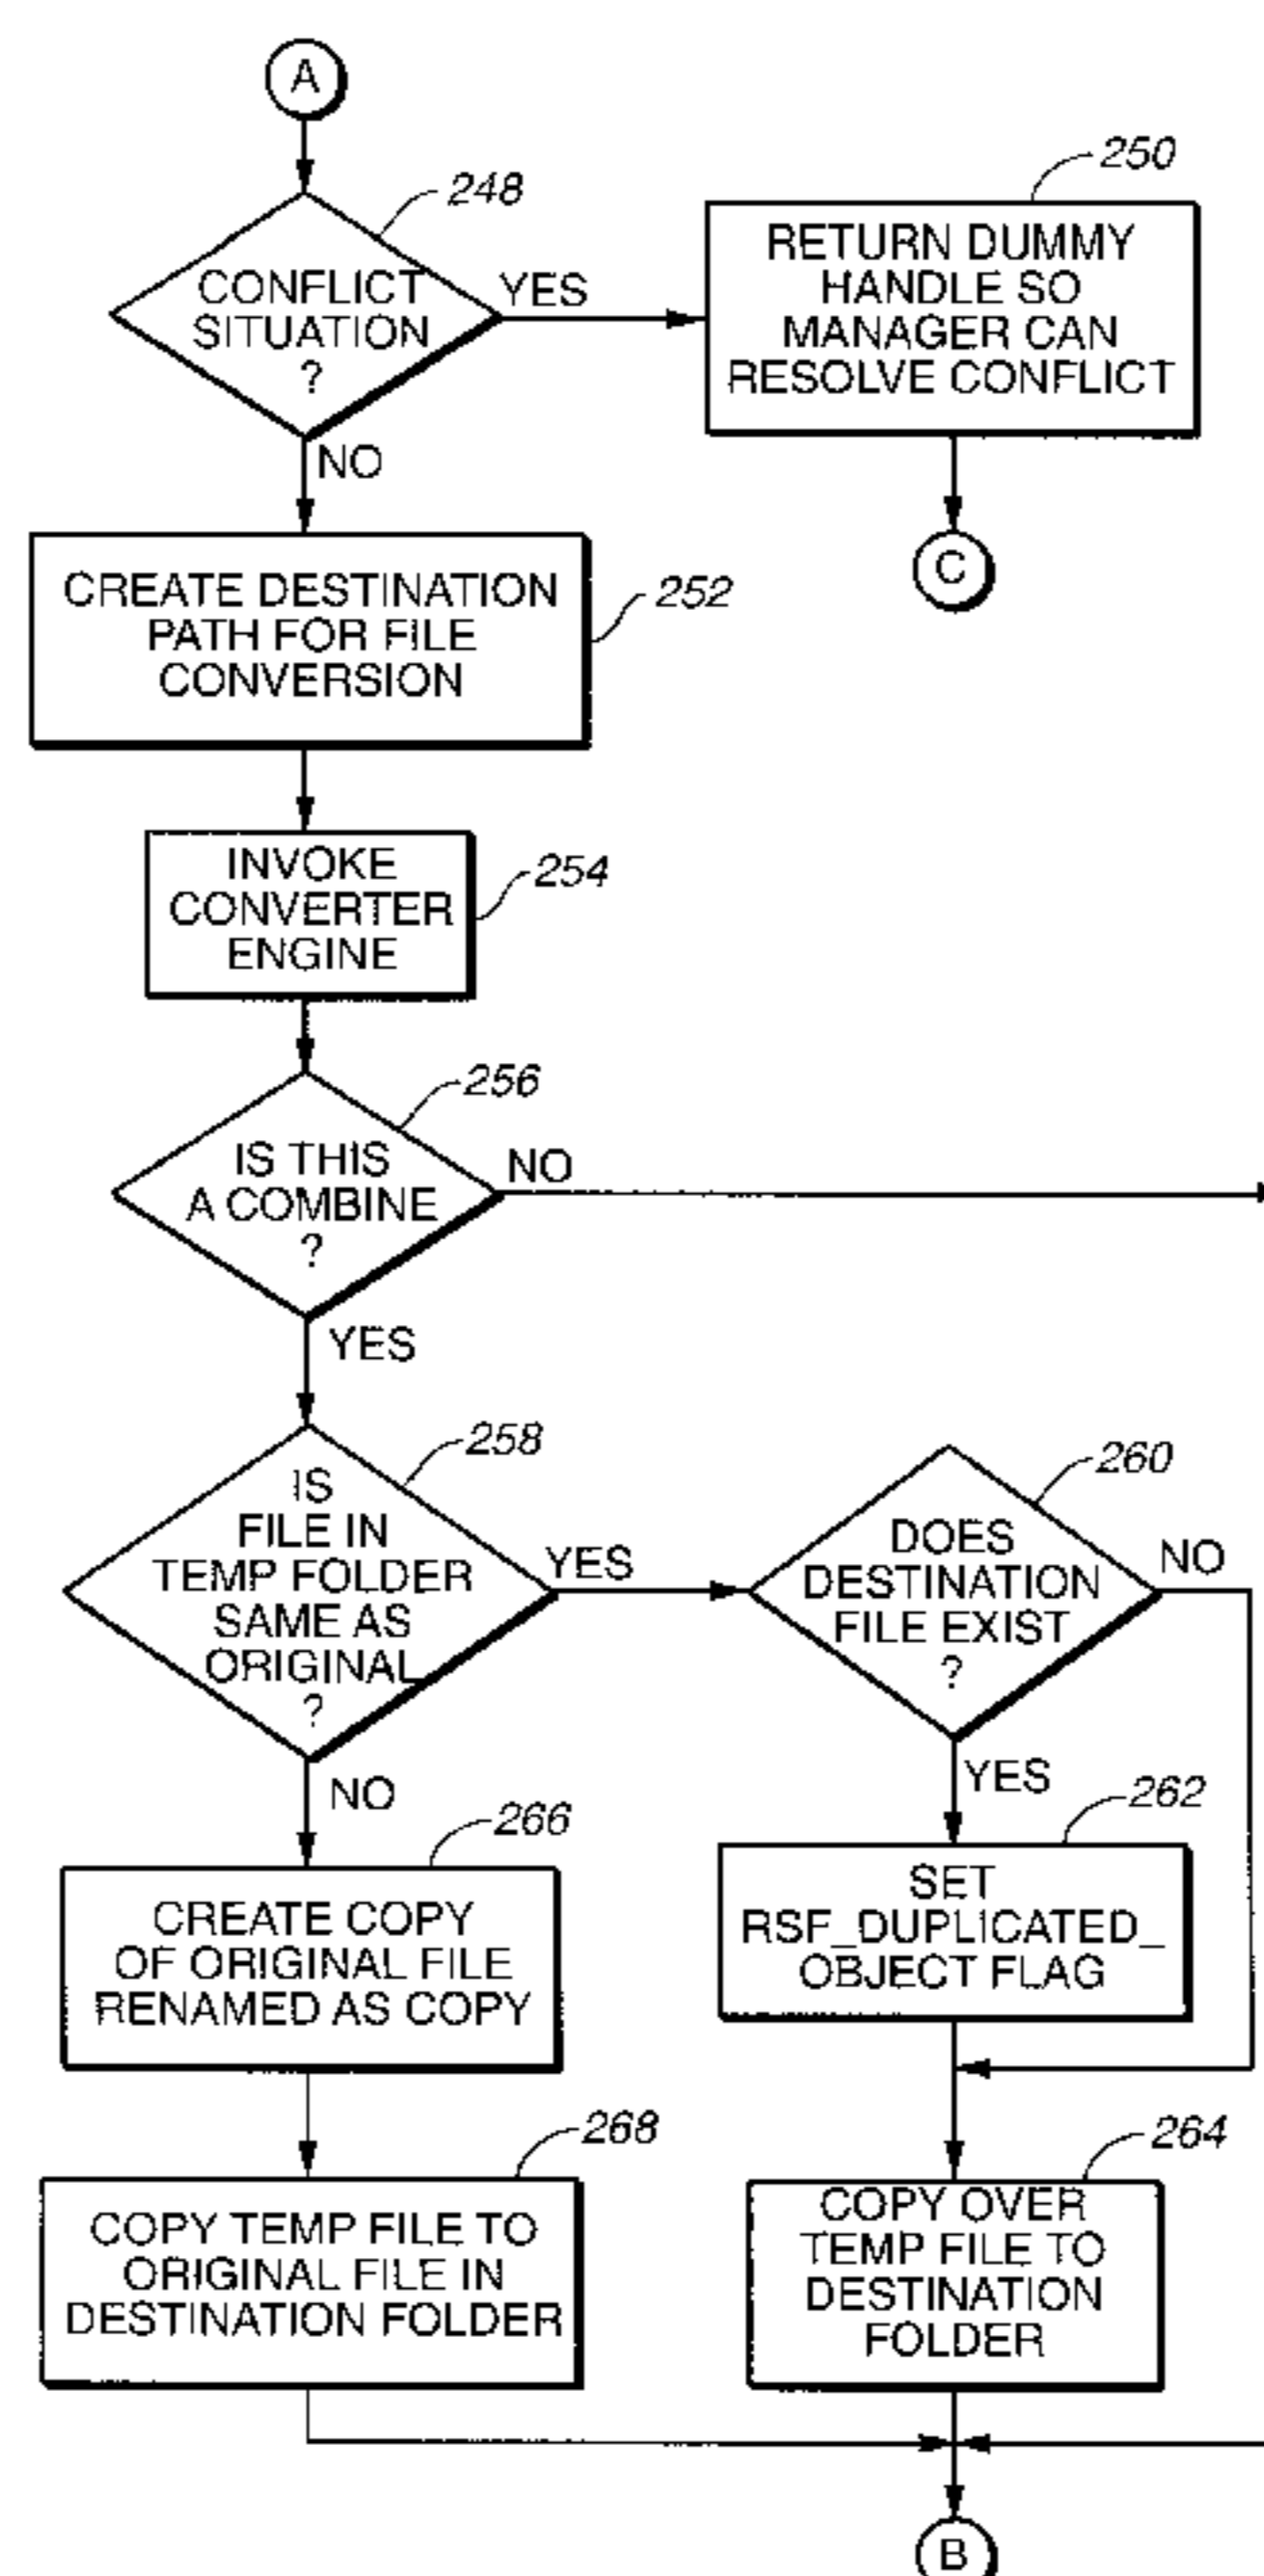 A
248
CONFLICT
SITUATION
?
YES
NO
250
RETURN DUMMY
HANDLE SO
MANAGER CAN
RESOLVE CONFLICT
C
252
CREATE DESTINATION
PATH FOR FILE
CONVERSION
254
INVOKE
CONVERTER
ENGINE
256
IS THIS
A COMBINE
?
NO
YES
258
IS
FILE IN
TEMP FOLDER
SAME AS
ORIGINAL
?
YES
NO
260
DOES
DESTINATION
FILE EXIST
?
NO
YES
262
SET
RSF_DUPLICATED_
OBJECT FLAG
266
CREATE COPY
OF ORIGINAL FILE
RENAMED AS COPY
268
COPY TEMP FILE TO
ORIGINAL FILE IN
DESTINATION FOLDER
264
COPY OVER
TEMP FILE TO
DESTINATION
FOLDER
B